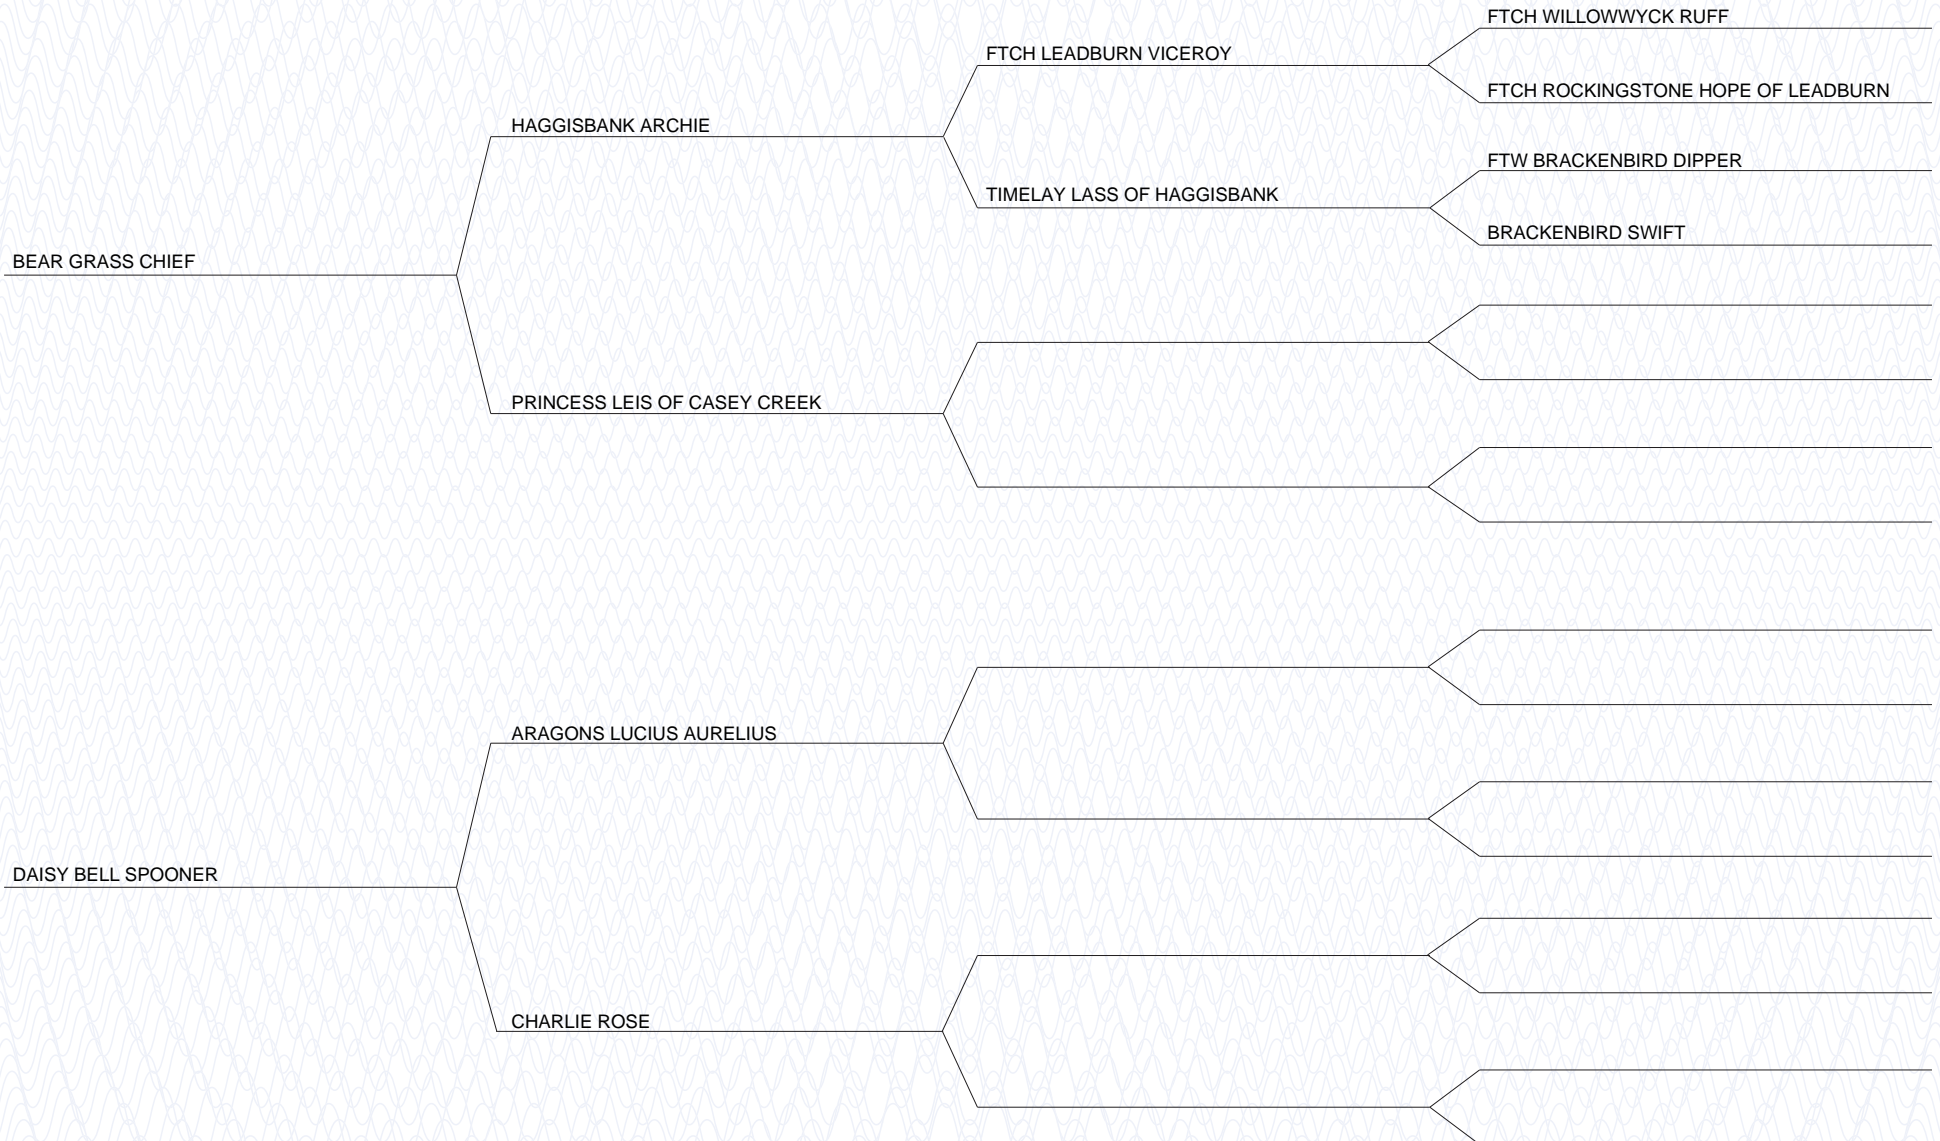 FTCH WILLOWWYCK RUFF
FTCH LEADBURN VICEROY
FTCH ROCKINGSTONE HOPE OF LEADBURN
HAGGISBANK ARCHIE
FTW BRACKENBIRD DIPPER
TIMELAY LASS OF HAGGISBANK
BRACKENBIRD SWIFT
BEAR GRASS CHIEF
PRINCESS LEIS OF CASEY CREEK
ARAGONS LUCIUS AURELIUS
DAISY BELL SPOONER
CHARLIE ROSE